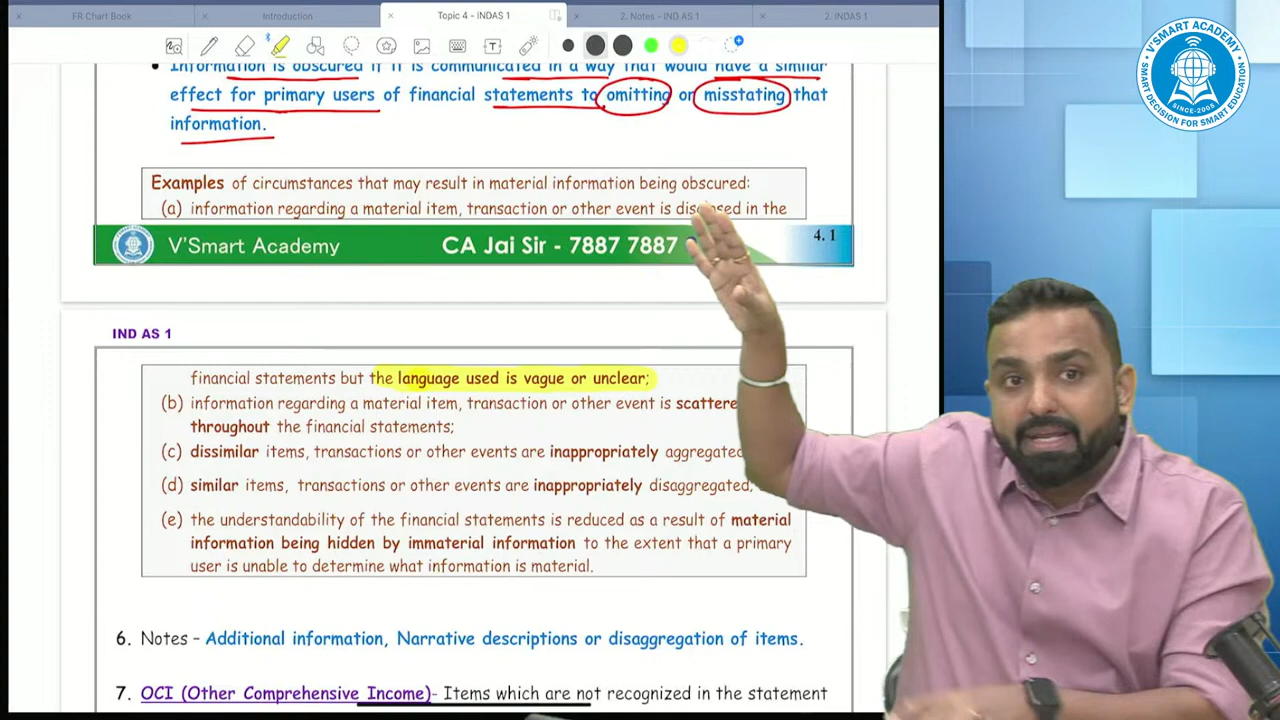 FR Chart Book
Introduction
Topic 4 - INDAS 1
2. Notes - IND AS 1
2. INDAS 1
Information is obscured if it is communicated in a way that would have a similar
effect for primary users of financial statements to omitting or misstating that
information.
Examples of circumstances that may result in material information being obscured:
(a) information regarding a material item, transaction or other event is disclosed in the
V'Smart Academy CA Jai Sir - 7887 7887
4. 1
IND AS 1
financial statements but the language used is vague or unclear;
(b) information regarding a material item, transaction or other event is
throughout the financial statements;
(c) dissimilar items, transactions or other events are inappropriately aggregated
(d) similar items, transactions or other events are inappropriately disaggregated;
(e) the understandability of the financial statements is reduced as a result of material
information being hidden by immaterial information to the extent that a primary
user is unable to determine what information is material.
6. Notes – Additional information, Narrative descriptions or disaggregation of items.
7. OCI (Other Comprehensive Income)- Items which are not recognized in the statement
V'SMART ACADEMY
SMART DECISION FOR SMART EDUCATION
SINCE-2005